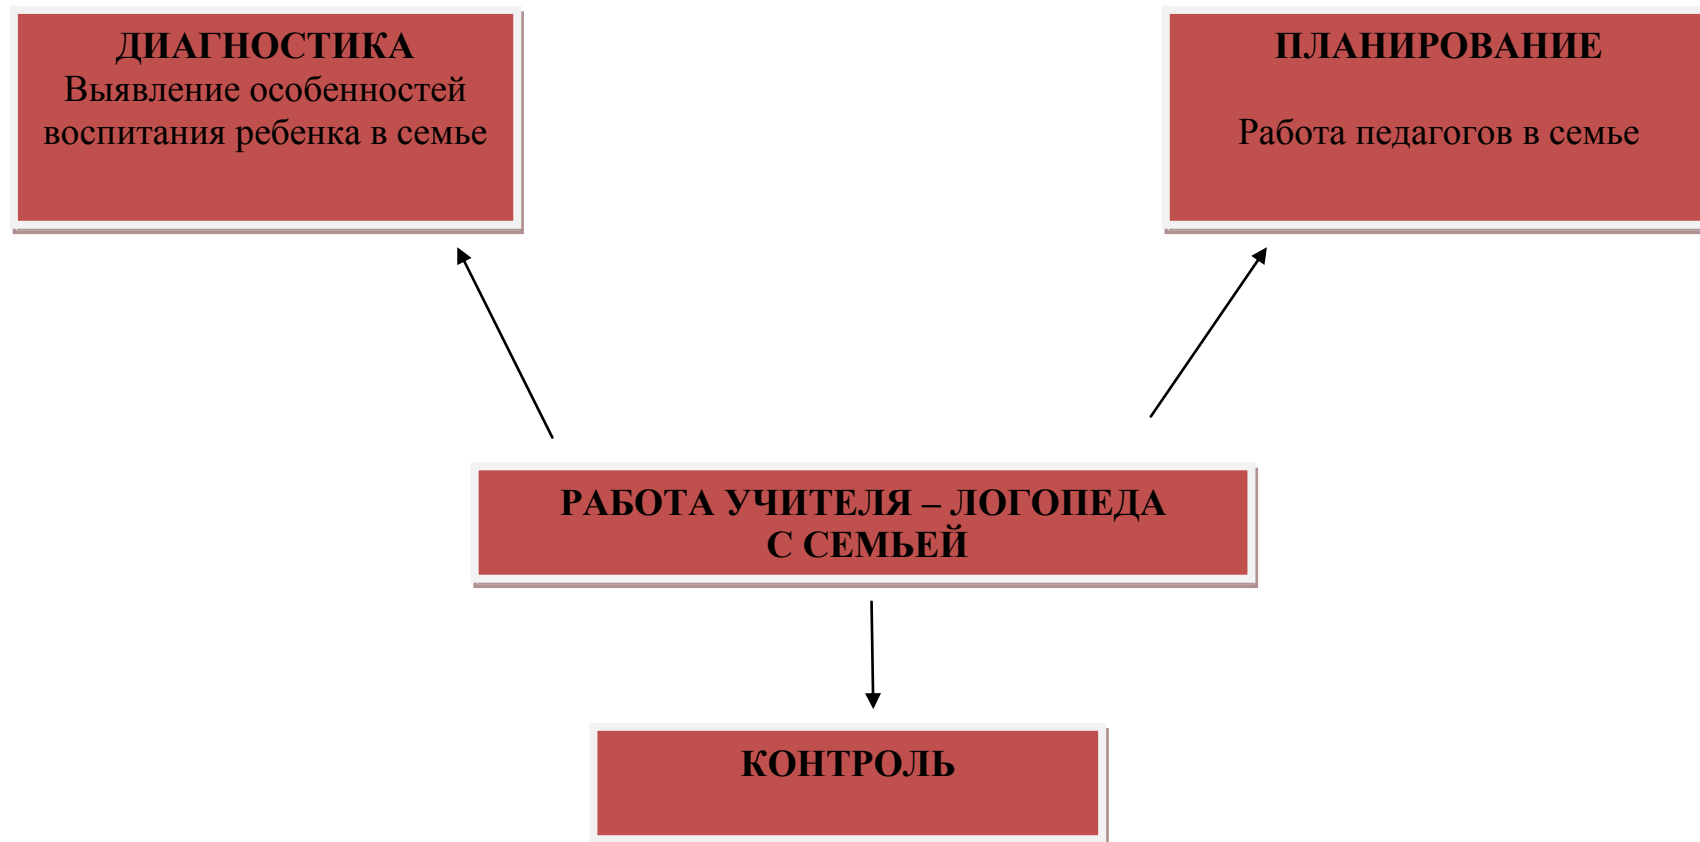 ДИАГНОСТИКА
Выявление особенностей
воспитания ребенка в семье
ПЛАНИРОВАНИЕ
Работа педагогов в семье
РАБОТА УЧИТЕЛЯ – ЛОГОПЕДА
С СЕМЬЕЙ
КОНТРОЛЬ